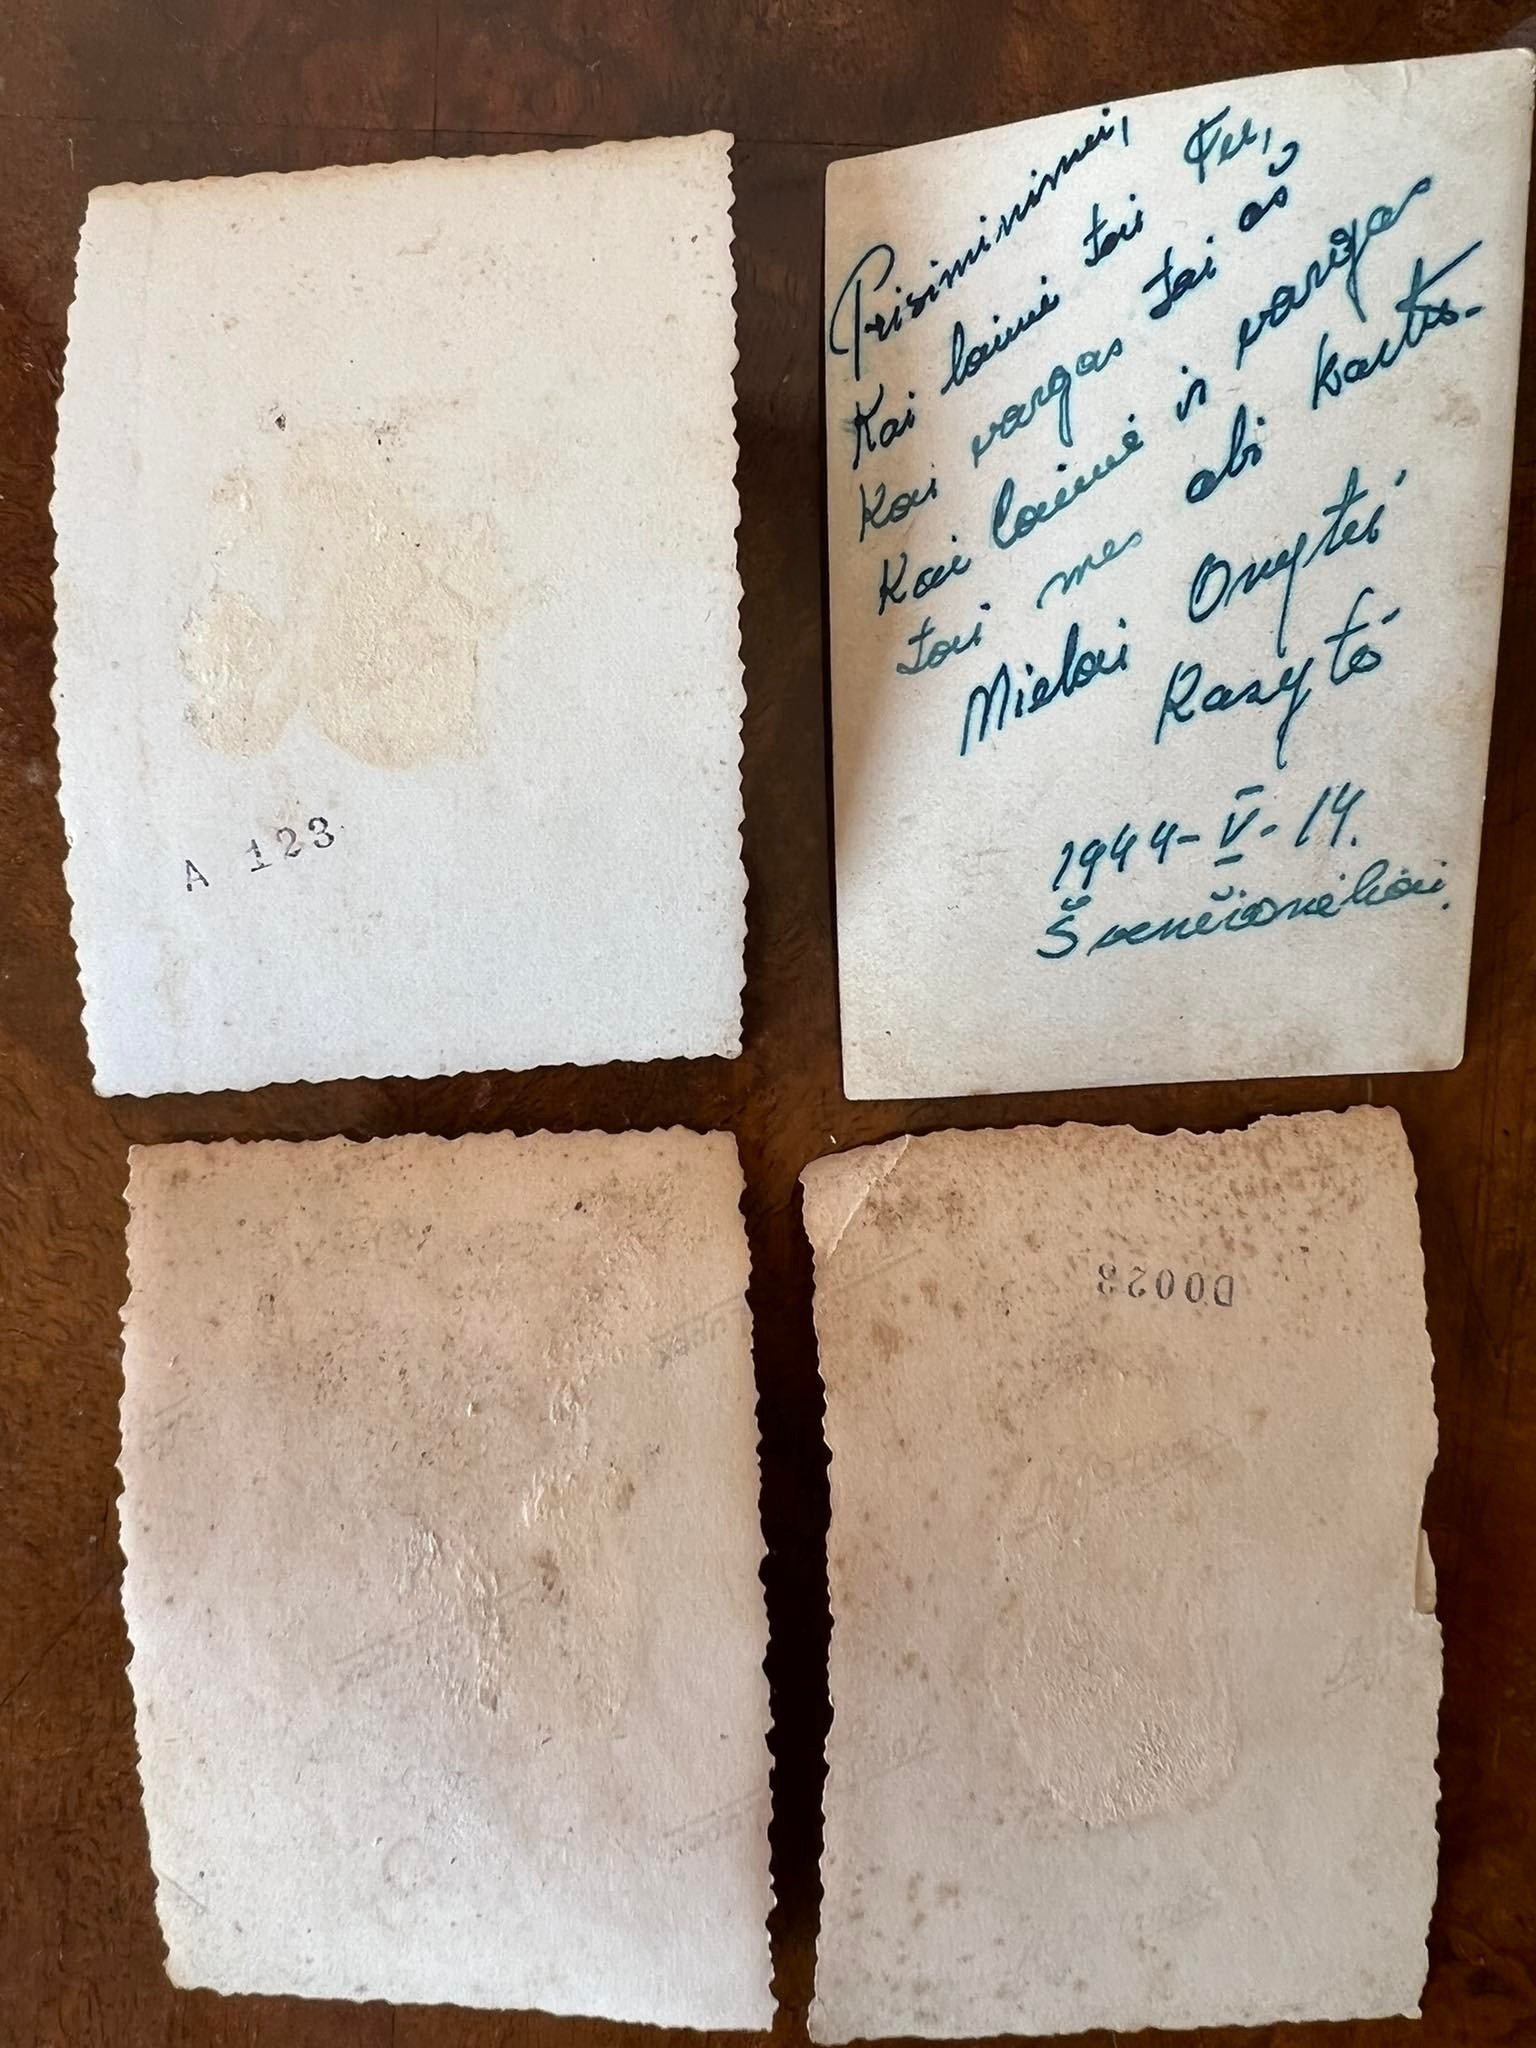 A 123
Prisiminimui,
Kai laimė tai Tu,
Kai vargas tai aš
Kai laimė ir vargas
tai mes abi kartu.
Mielai Onytei
Kazytė
1944-V-14.
Švenčionėliai.
D0028